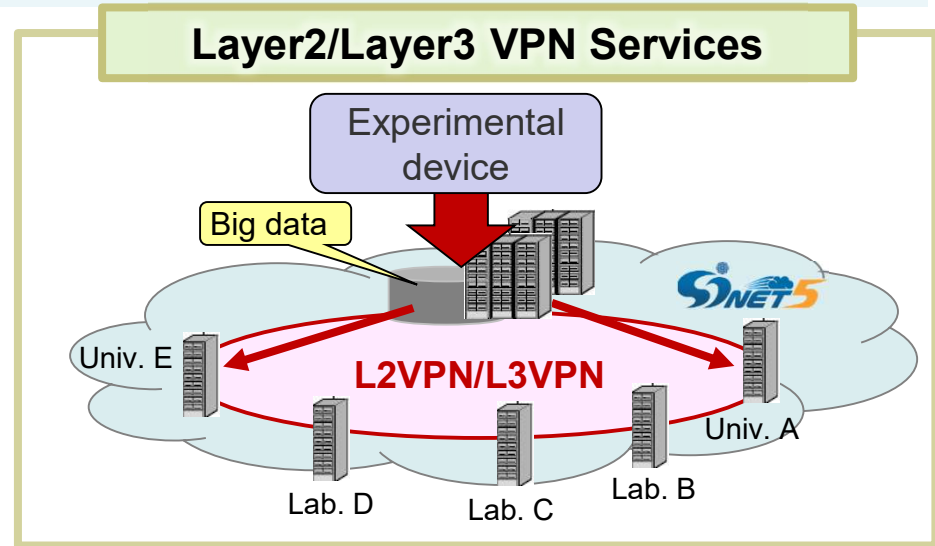 Layer2/Layer3 VPN Services
Experimental
device
Big data
SINET5
Univ. E
L2VPN/L3VPN
Univ. A
Lab. B
Lab. D
Lab. C